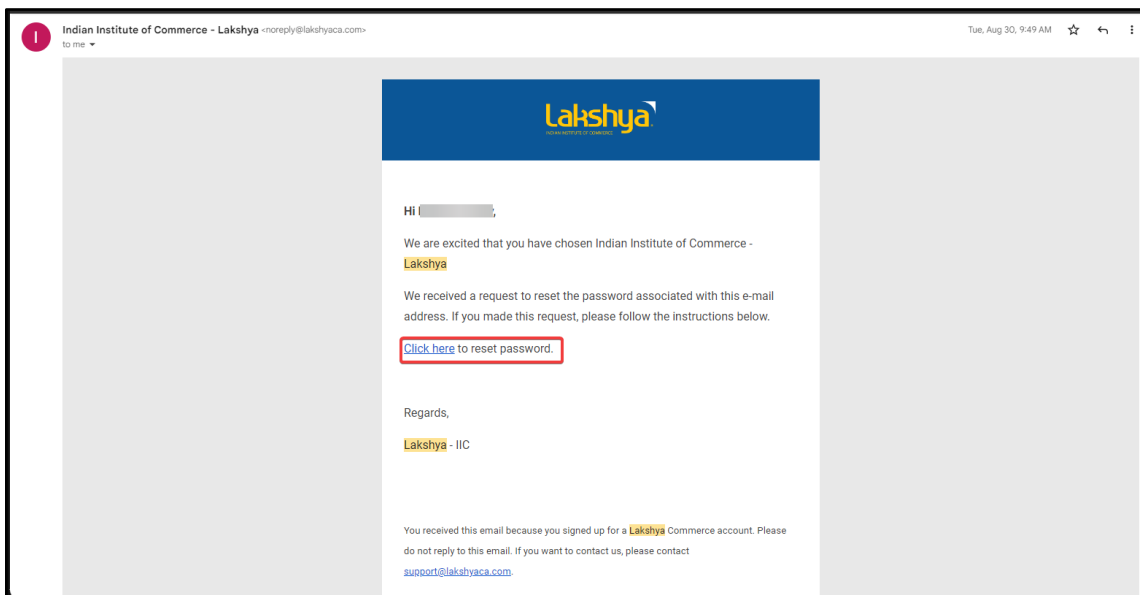 I
Indian Institute of Commerce - Lakshya <noreply@lakshyaca.com>
to me
Tue, Aug 30, 9:49 AM
Lakshya
INDIAN INSTITUTE OF COMMERCE
Hi
,
We are excited that you have chosen Indian Institute of Commerce -
Lakshya
We received a request to reset the password associated with this e-mail
address. If you made this request, please follow the instructions below.
Click here to reset password.
Regards,
Lakshya - IIC
You received this email because you signed up for a Lakshya Commerce account. Please
do not reply to this email. If you want to contact us, please contact
support@lakshyaca.com.